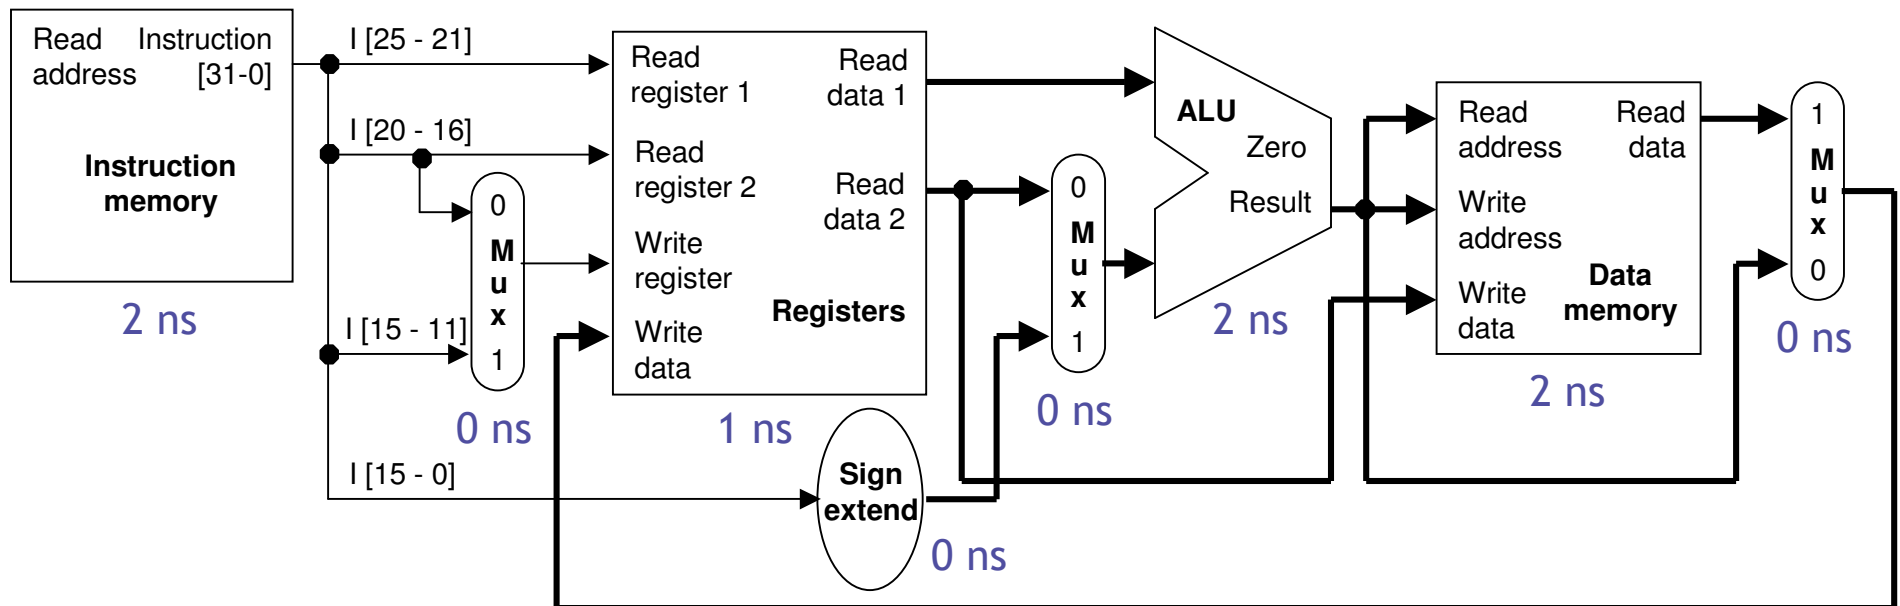 Read Instruction
address [31-0]
Instruction
memory
2 ns
I [25 - 21]
I [20 - 16]
I [15 - 11]
I [15 - 0]
0
M
u
x
1
0 ns
Read
register 1
Read
data 1
Read
register 2
Read
data 2
Write
register
Write
data
Registers
1 ns
Sign
extend
0 ns
0
M
u
x
1
0 ns
ALU
Zero
Result
2 ns
Read
address
Read
data
Write
address
Write
data
Data
memory
2 ns
1
M
u
x
0
0 ns